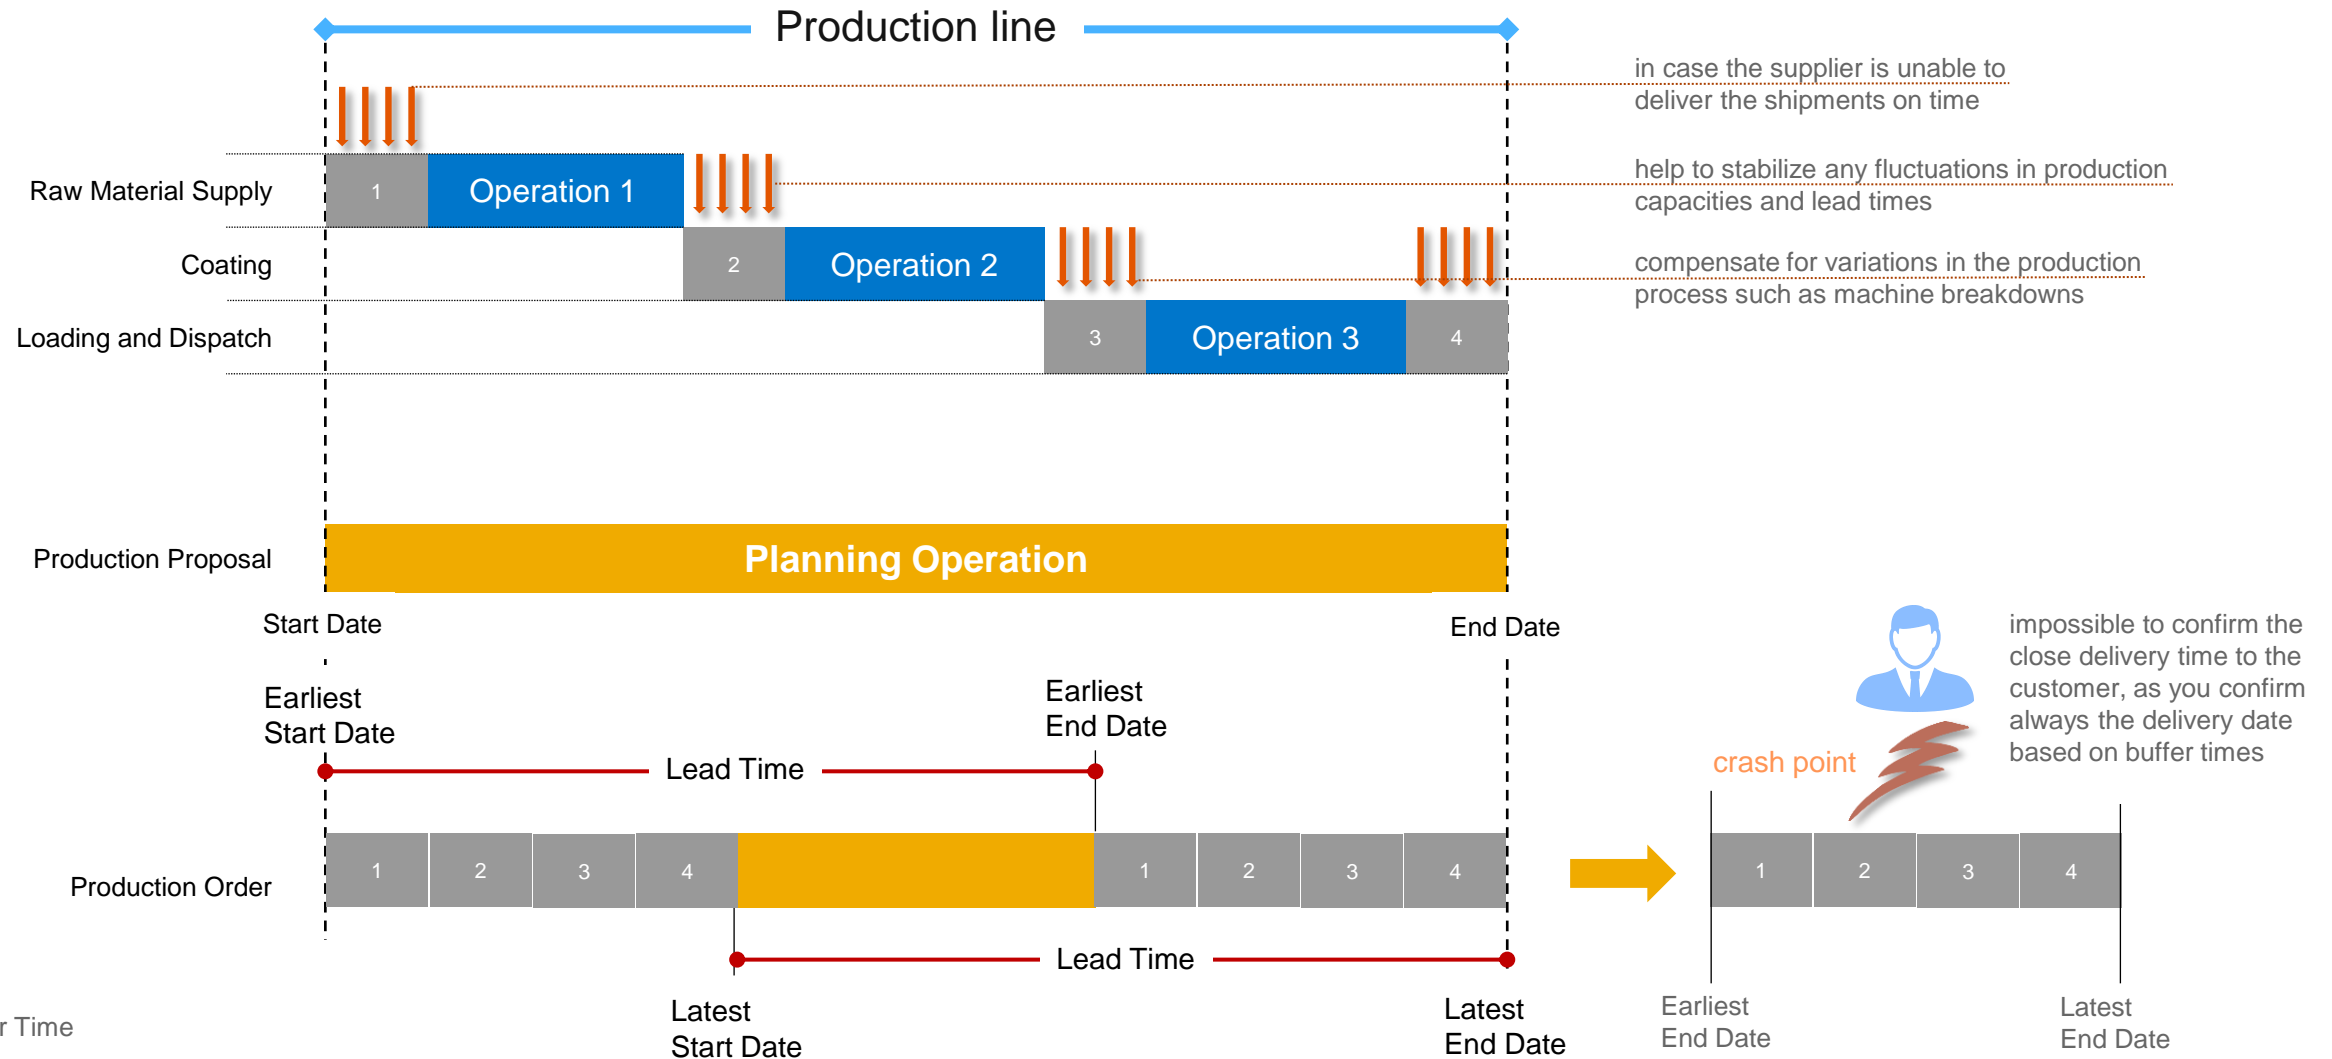 Production line
in case the supplier is unable to
deliver the shipments on time
Raw Material Supply
1
Operation 1
help to stabilize any fluctuations in production
capacities and lead times
Coating
2
Operation 2
compensate for variations in the production
process such as machine breakdowns
Loading and Dispatch
3
Operation 3
4
Production Proposal
Planning Operation
Start Date
End Date
impossible to confirm the
close delivery time to the
customer, as you confirm
always the delivery date
based on buffer times
Earliest
Start Date
Earliest
End Date
Lead Time
crash point
Production Order
1
2
3
4
1
2
3
4
1
2
3
4
Lead Time
Latest
Start Date
Latest
End Date
Earliest
End Date
Latest
End Date
r Time